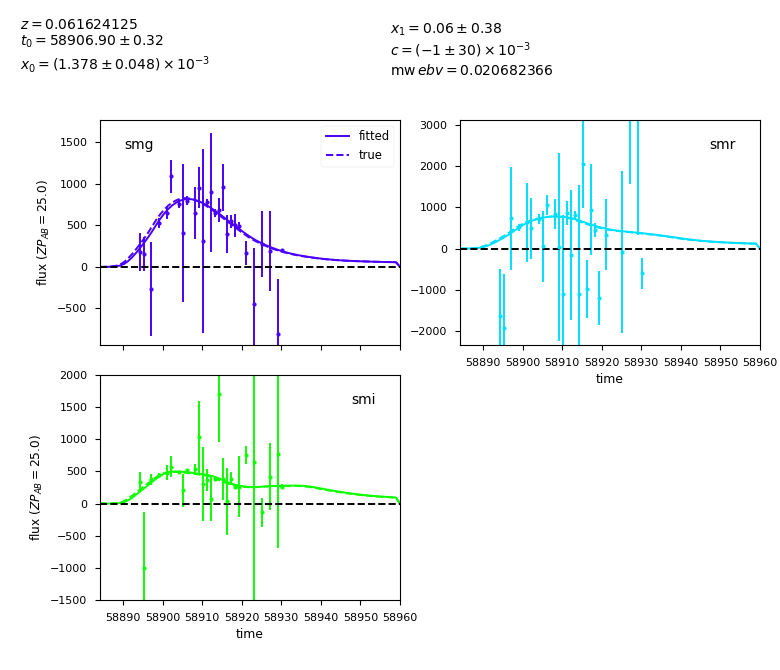 z = 0.061624125
t₀ = 58906.90 ± 0.32
x₀ = (1.378 ± 0.048) × 10⁻³
x₁ = 0.06 ± 0.38
c = (−1 ± 30) × 10⁻³
mw ebv = 0.020682366
smg
fitted
true
1500
1000
500
0
−500
flux (ZP_AB = 25.0)
smr
3000
2000
1000
0
−1000
−2000
58890 58900 58910 58920 58930 58940 58950 58960
time
smi
2000
1500
1000
500
0
−500
−1000
−1500
flux (ZP_AB = 25.0)
58890 58900 58910 58920 58930 58940 58950 58960
time